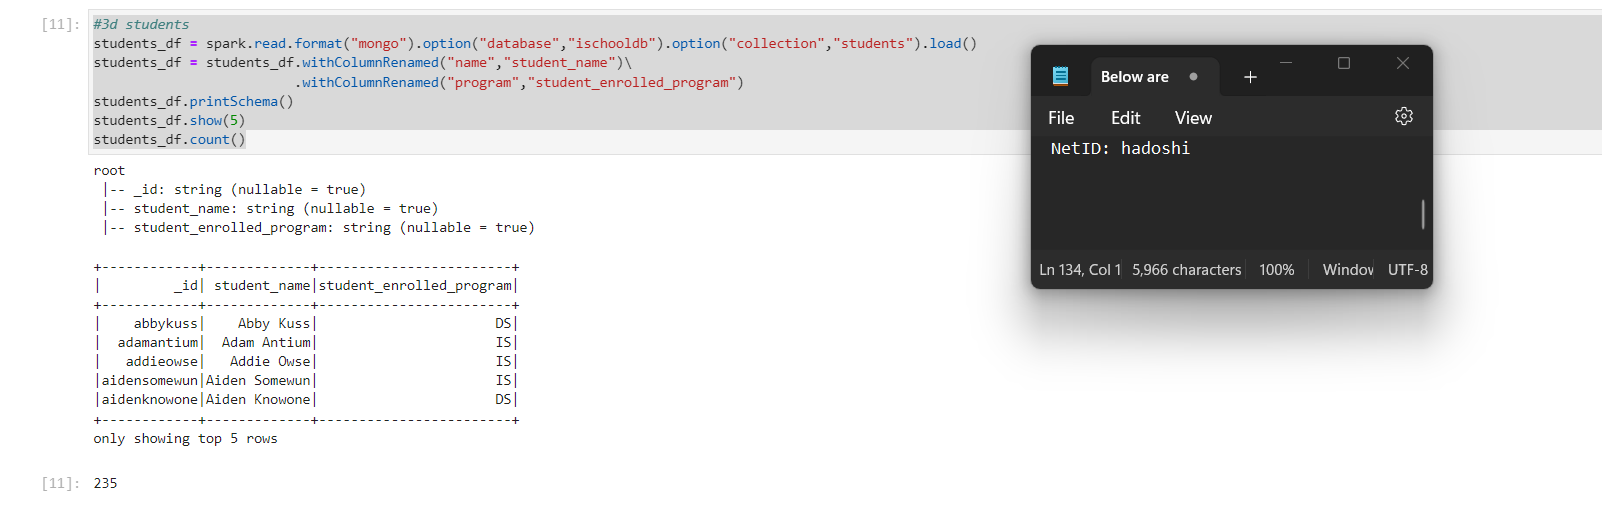 [11]: #3d students
students_df = spark.read.format("mongo").option("database","ischooldb").option("collection","students").load()
students_df = students_df.withColumnRenamed("name","student_name")\
                         .withColumnRenamed("program","student_enrolled_program")
students_df.printSchema()
students_df.show(5)
students_df.count()
root
 |-- _id: string (nullable = true)
 |-- student_name: string (nullable = true)
 |-- student_enrolled_program: string (nullable = true)
+------------+-------------+------------------------+
|         _id| student_name|student_enrolled_program|
+------------+-------------+------------------------+
|    abbykuss|    Abby Kuss|                      DS|
|  adamantium|  Adam Antium|                      IS|
|   addieowse|   Addie Owse|                      IS|
|aidensomewun|Aiden Somewun|                      IS|
|aidenknowone|Aiden Knowone|                      DS|
+------------+-------------+------------------------+
only showing top 5 rows
[11]: 235
Below are
File Edit View
NetID: hadoshi
Ln 134, Col 1 5,966 characters 100% Window UTF-8